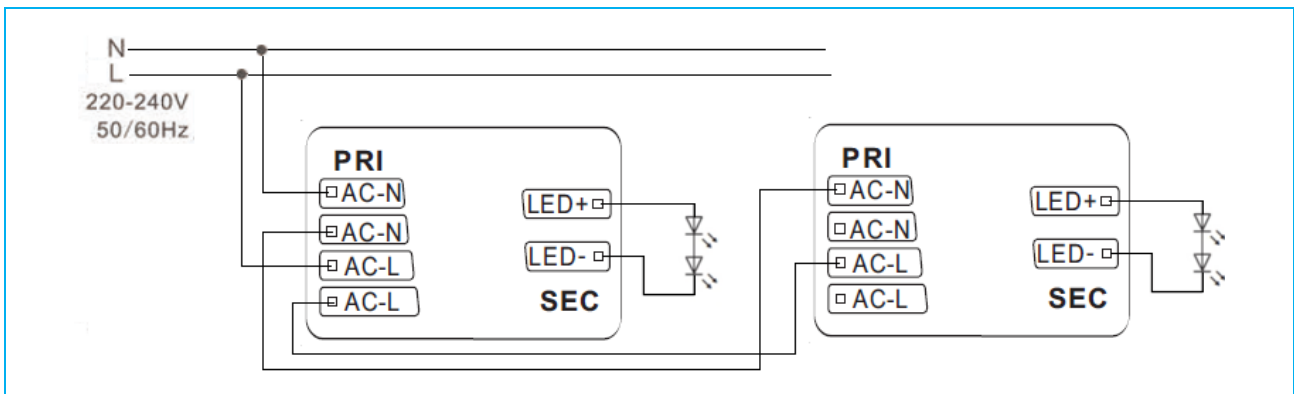 N
L
220-240V
50/60Hz
PRI
AC-N
AC-N
AC-L
AC-L
LED+
LED-
SEC
PRI
AC-N
AC-N
AC-L
AC-L
LED+
LED-
SEC